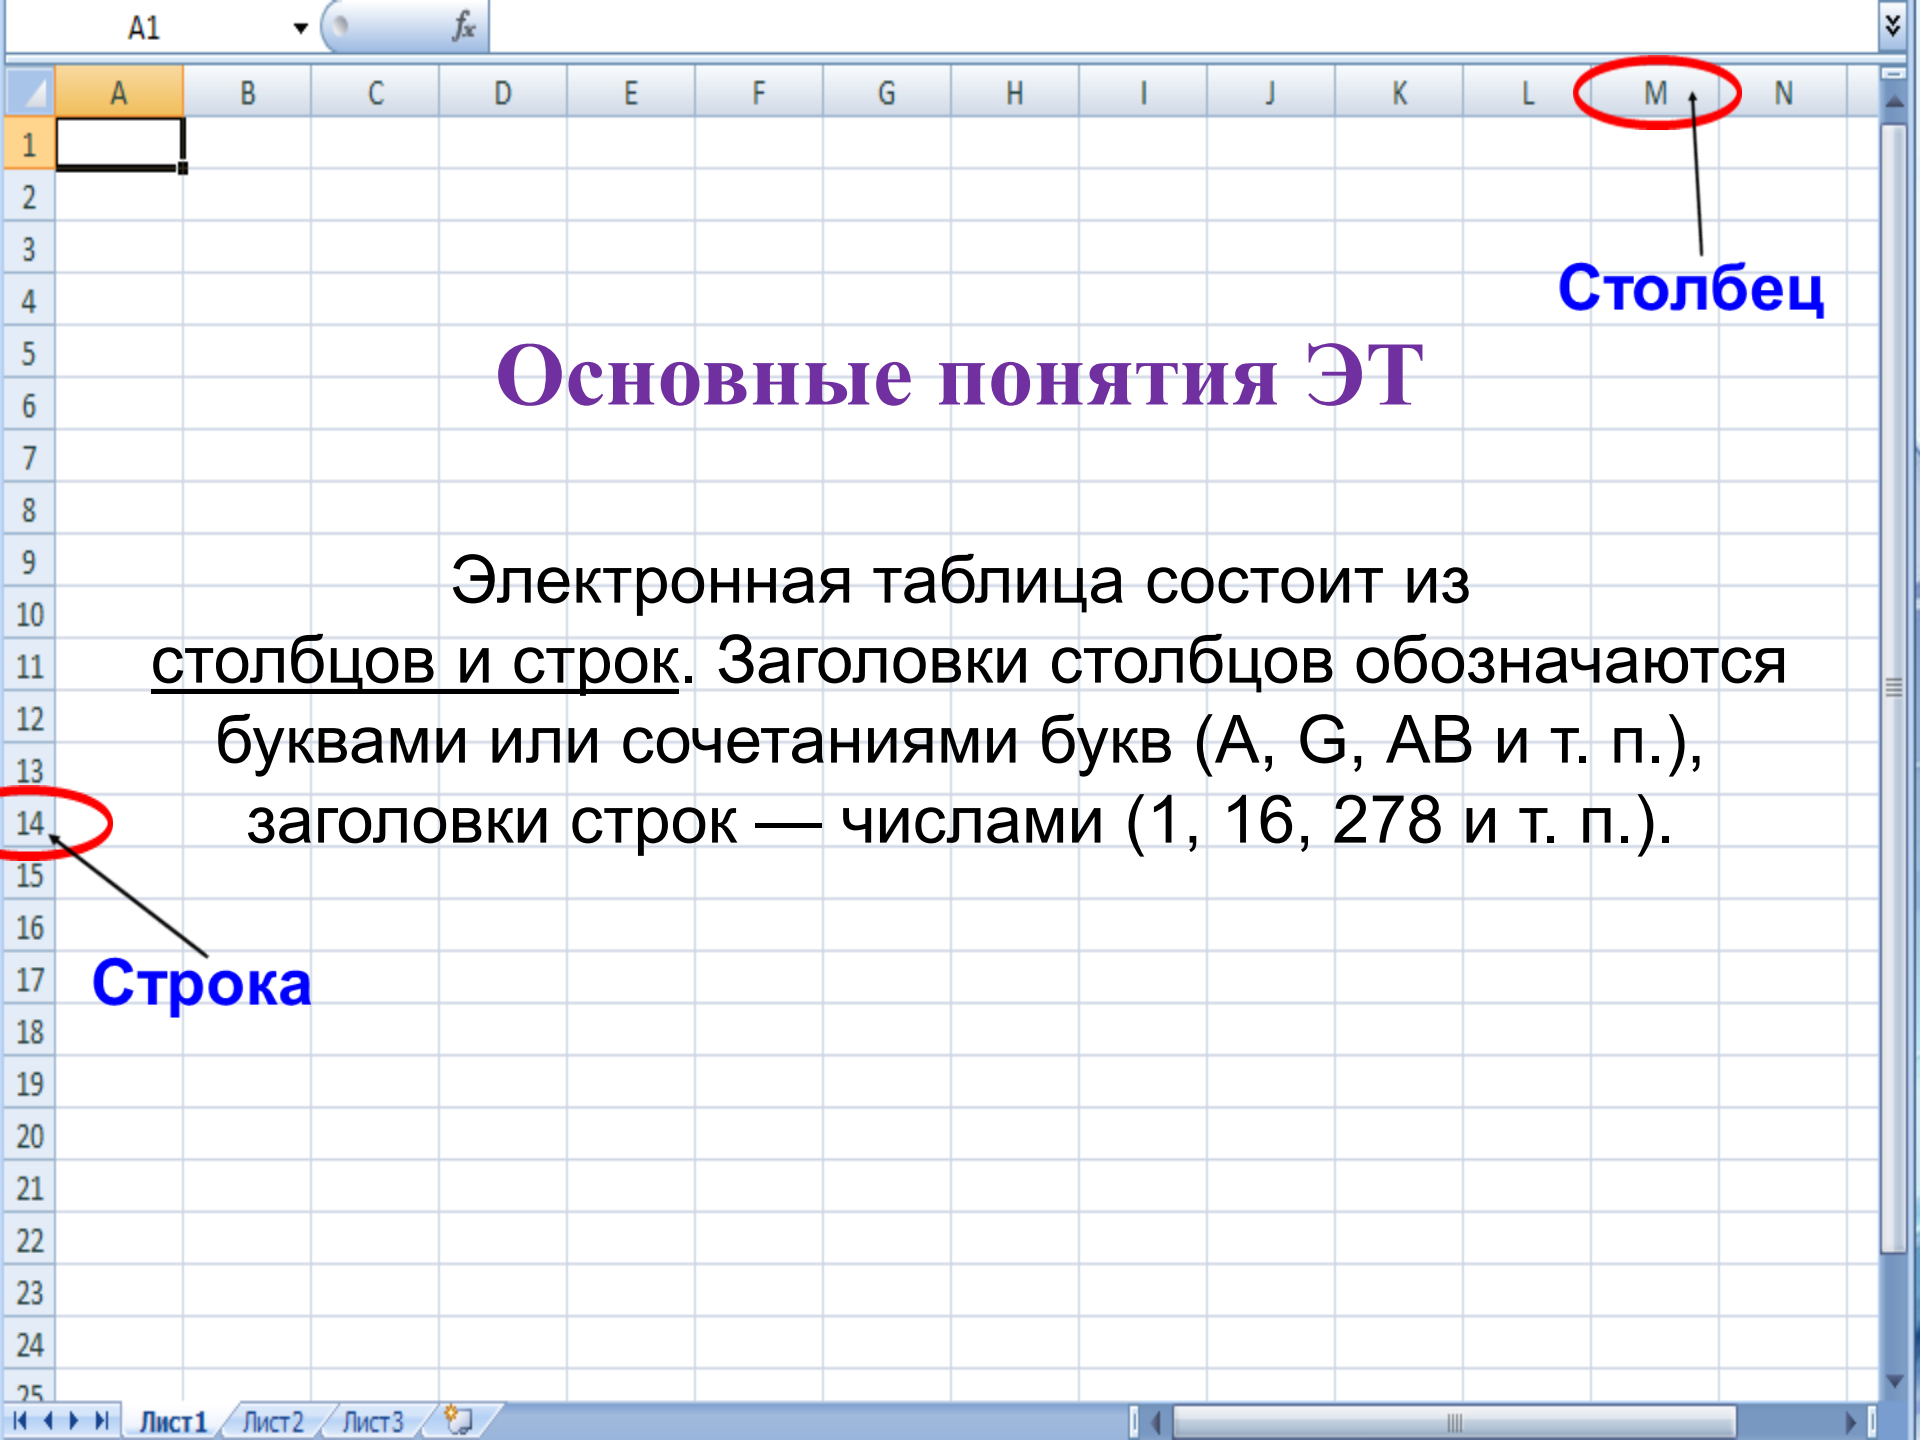 A1
fx
A B C D E F G H I J K L M N
1
2
3
4
Столбец
5
Основные понятия ЭТ
6
7
8
9
Электронная таблица состоит из
10
11
столбцов и строк. Заголовки столбцов обозначаются
12
буквами или сочетаниями букв (A, G, AB и т. п.),
13
14
заголовки строк — числами (1, 16, 278 и т. п.).
15
16
17
Строка
18
19
20
21
22
23
24
25
Лист1 Лист2 Лист3